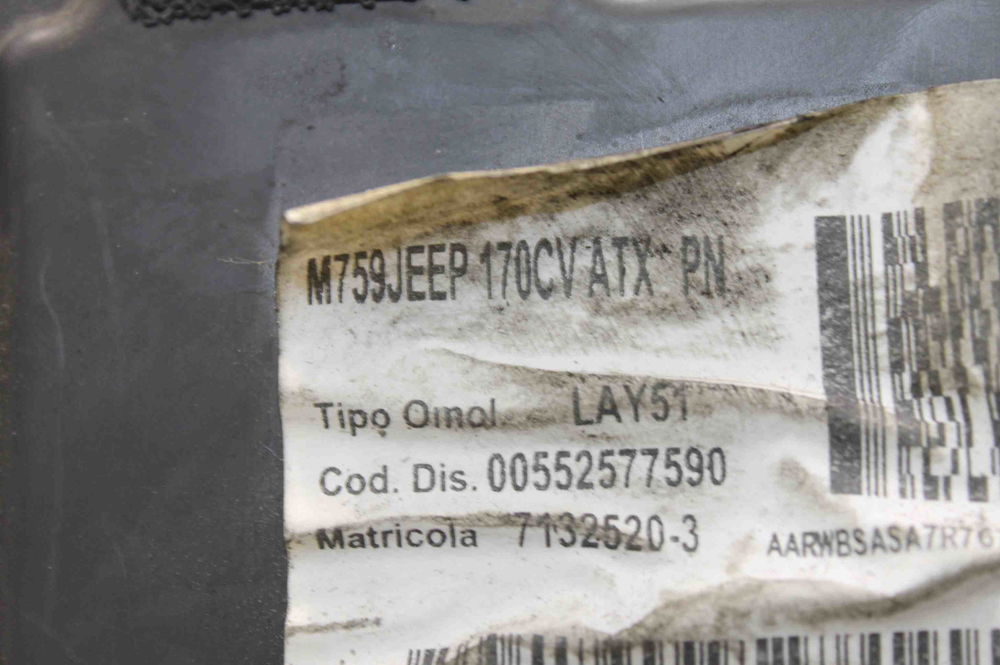 M759JEEP 170CV ATX PN
Tipo Omol. LAY51
Cod. Dis. 00552577590
Matricola 7132520-3
AARWBSASA7R76